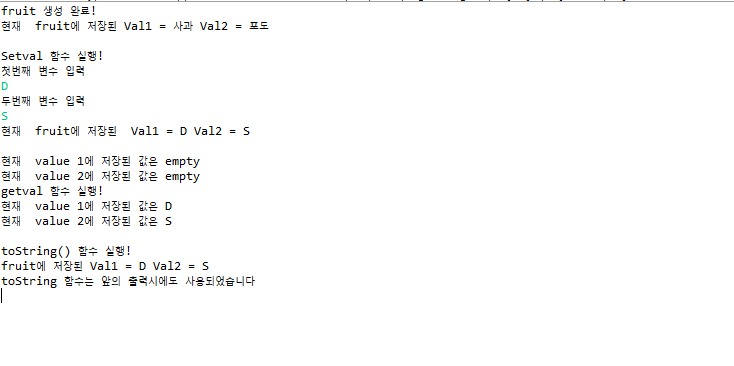 fruit 생성 완료!
현재  fruit에 저장된 Val1 = 사과 Val2 = 포도
Setval 함수 실행!
첫번째 변수 입력
D
두번째 변수 입력
S
현재  fruit에 저장된  Val1 = D Val2 = S
현재  value 1에 저장된 값은 empty
현재  value 2에 저장된 값은 empty
getval 함수 실행!
현재  value 1에 저장된 값은 D
현재  value 2에 저장된 값은 S
toString() 함수 실행!
fruit에 저장된 Val1 = D Val2 = S
toString 함수는 앞의 출력시에도 사용되었습니다